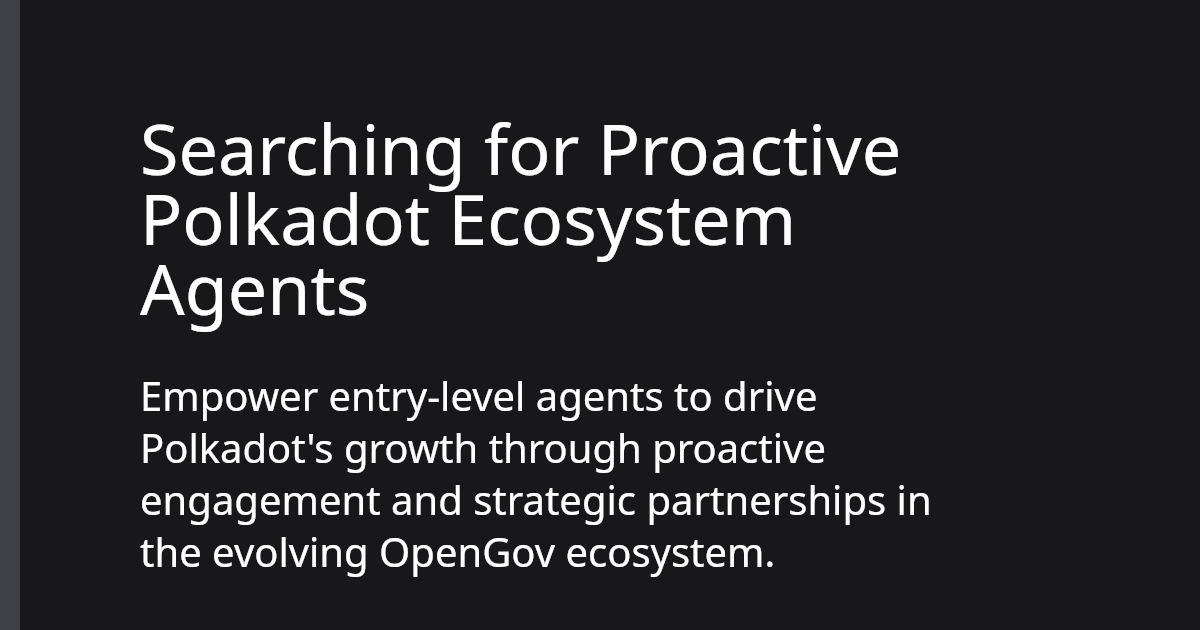 Searching for Proactive
Polkadot Ecosystem
Agents
Empower entry-level agents to drive
Polkadot's growth through proactive
engagement and strategic partnerships in
the evolving OpenGov ecosystem.